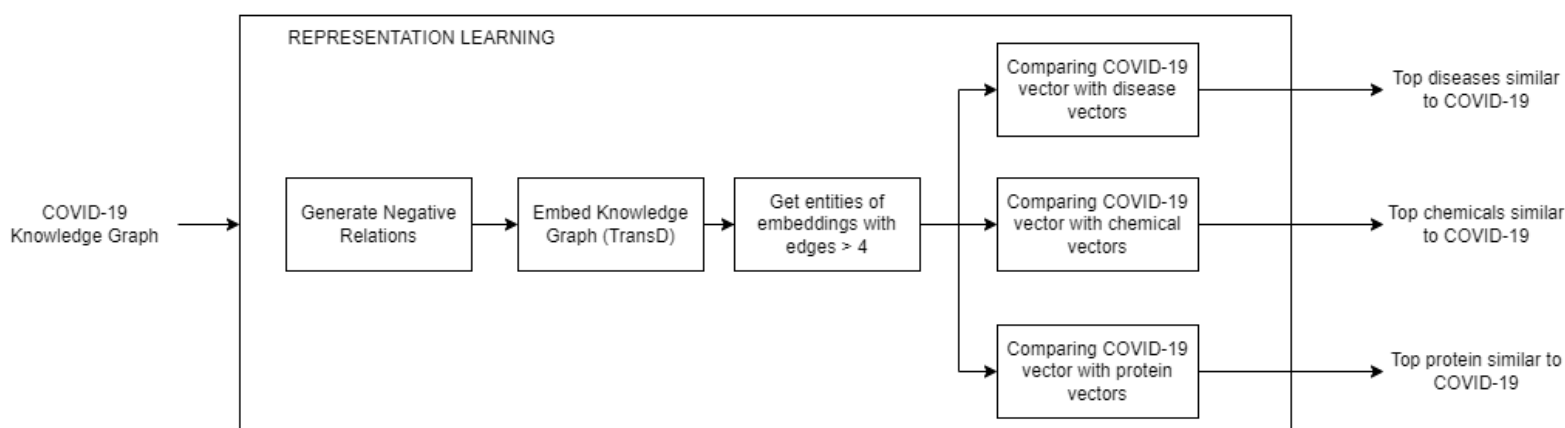 REPRESENTATION LEARNING
COVID-19
Knowledge Graph
Generate Negative
Relations
Embed Knowledge
Graph (TransD)
Get entities of
embeddings with
edges > 4
Comparing COVID-19
vector with disease
vectors
Comparing COVID-19
vector with chemical
vectors
Comparing COVID-19
vector with protein
vectors
Top diseases similar
to COVID-19
Top chemicals similar
to COVID-19
Top protein similar to
COVID-19